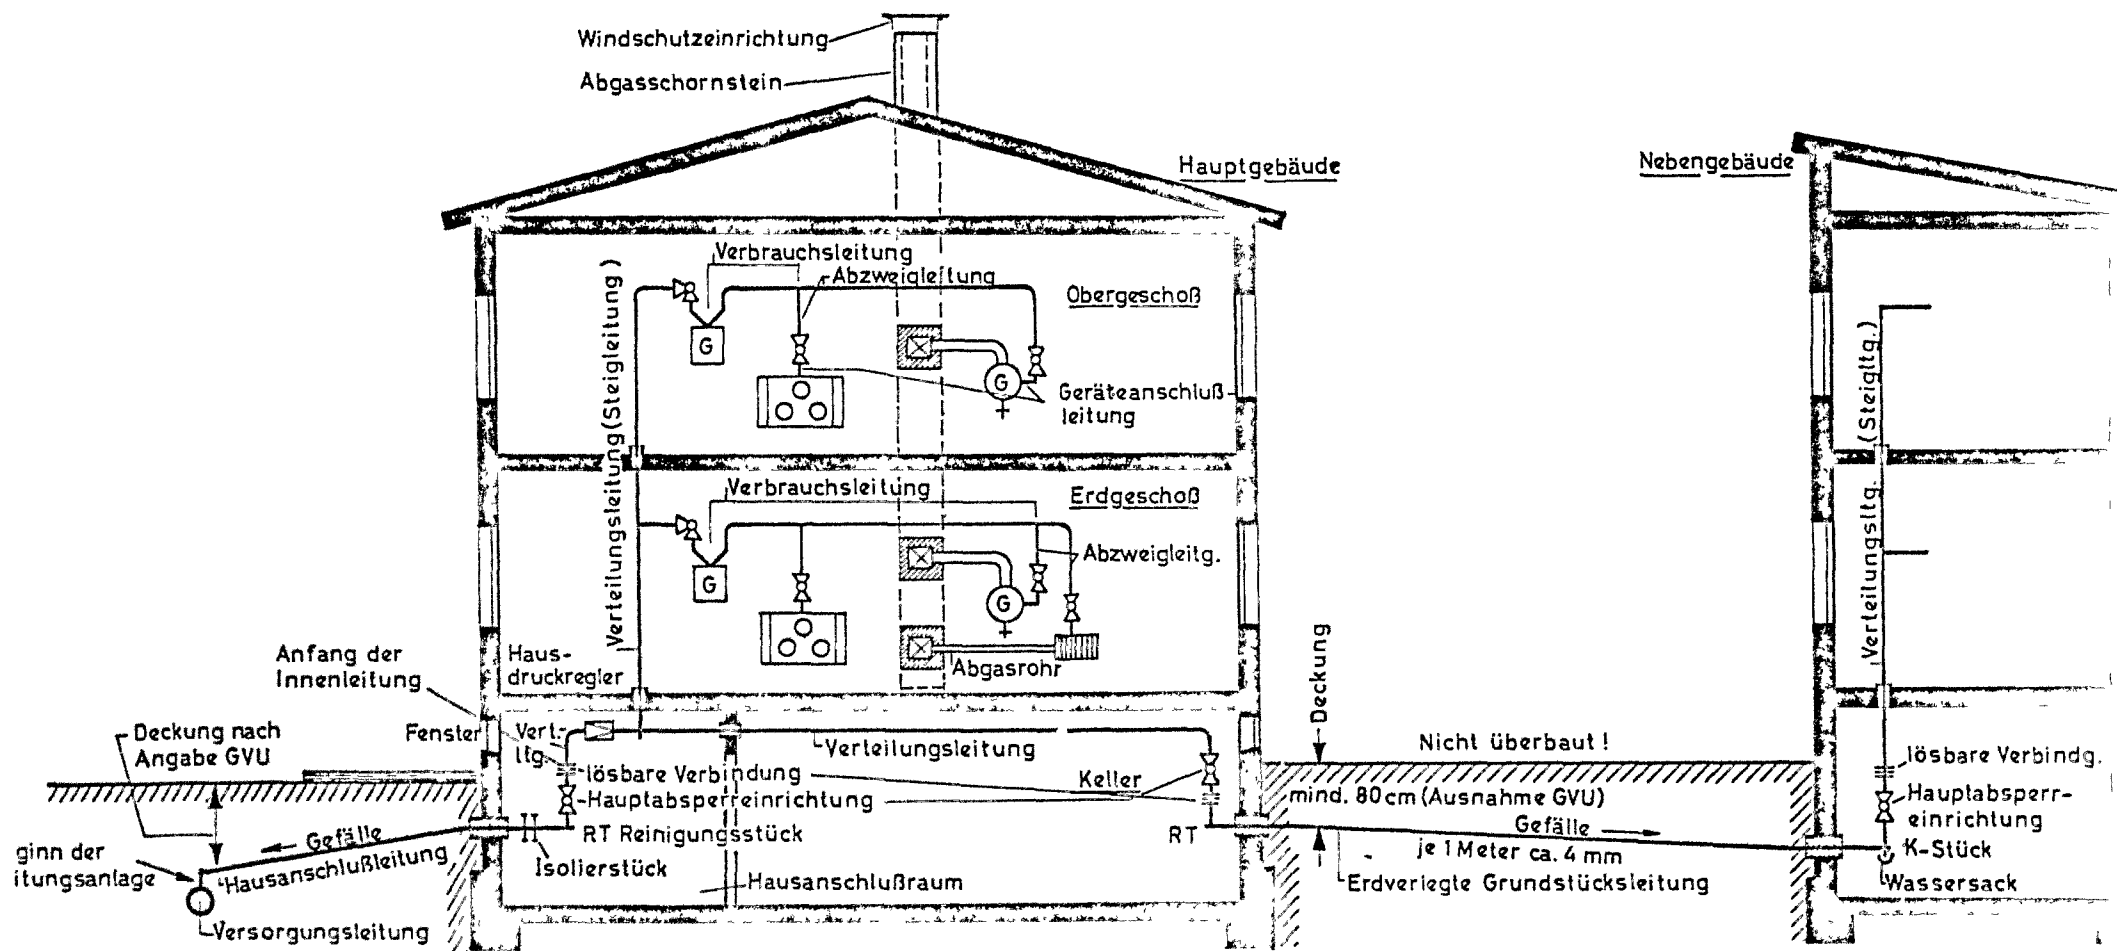 Windschutzeinrichtung
Abgasschornstein
Hauptgebäude
Nebengebäude
Verbrauchsleitung
Abzweigleitung
Obergeschoß
G
G
Geräteanschluß
leitung
Verteilungsleitung (Steigleitung)
Verbrauchsleitung
Erdgeschoß
Abzweigleitg.
G
G
Abgasrohr
Haus-
druckregler
Anfang der
Innenleitung
Fenster
Vert.-
ltg.
Verteilungsleitung
lösbare Verbindung
Hauptabsperreinrichtung
Keller
RT Reinigungsstück
RT
Isolierstück
Hausanschlußraum
Deckung nach
Angabe GVU
Gefälle
Hausanschlußleitung
ginn der
itungsanlage
Versorgungsleitung
Deckung
Nicht überbaut!
mind. 80 cm (Ausnahme GVU)
Gefälle
je 1 Meter ca. 4 mm
Erdverlegte Grundstücksleitung
Verteilungsltg. (Steigltg.)
lösbare Verbindg.
Hauptabsperr-
einrichtung
K-Stück
Wassersack